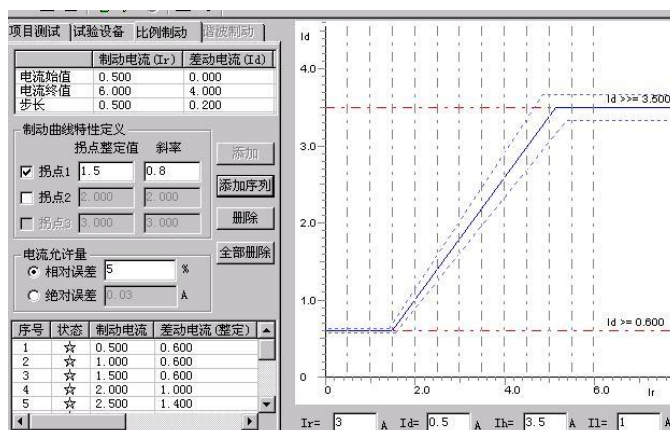 项目测试 试验设备 比例制动 谐波制动
制动电流(Ir) 差动电流(Id)
电流始值 0.500 0.000
电流终值 6.000 4.000
步长 0.500 0.200
制动曲线特性定义
拐点整定值 斜率
拐点1 1.5 0.8
拐点2 2.000 2.000
拐点3 3.000 3.000
添加
添加序列
删除
全部删除
电流允许量
相对误差 5 %
绝对误差 0.03 A
序号 状态 制动电流 差动电流(整定)
1 ☆ 0.500 0.600
2 ☆ 1.000 0.600
3 ☆ 1.500 0.600
4 ☆ 2.000 1.000
5 ☆ 2.500 1.400
Id
4.0
3.0
2.0
1.0
0
Id >>= 3.500
Id >= 0.600
0.0 2.0 4.0 6.0 Ir
Ir= 3 A Id= 0.5 A Ih= 3.5 A Il= 1 A